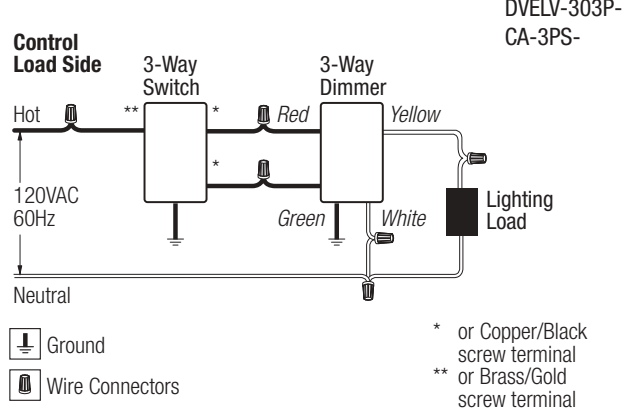 DVELV-303P-
CA-3PS-
Control
Load Side
3-Way
Switch
3-Way
Dimmer
Hot
**
*
Red
Yellow
*
120VAC
60Hz
Green
White
Lighting
Load
Neutral
Ground
Wire Connectors
* or Copper/Black
screw terminal
** or Brass/Gold
screw terminal